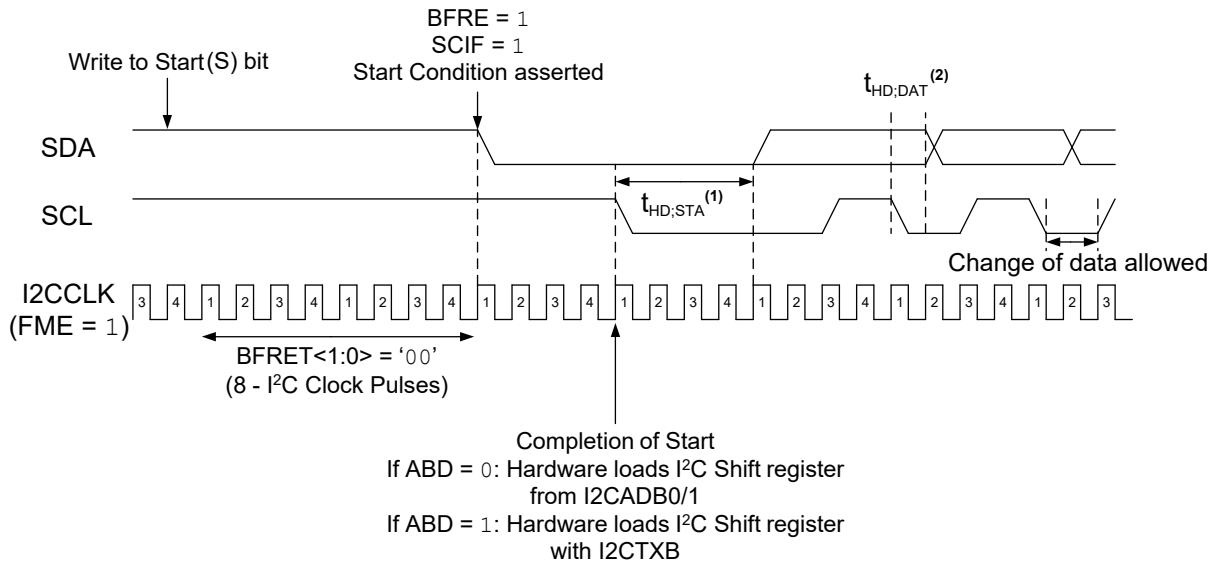 BFRE = 1
SCIF = 1
Start Condition asserted
Write to Start(S) bit
tHD;DAT(2)
SDA
tHD;STA(1)
SCL
Change of data allowed
I2CCLK
(FME = 1)
3 4 1 2 3 4 1 2 3 4 1 2 3 4 1 2 3 4 1 2 3 4 1 2 3 4 1 2 3
BFRET<1:0> = ‘00’
(8 - I²C Clock Pulses)
Completion of Start
If ABD = 0: Hardware loads I²C Shift register
from I2CADB0/1
If ABD = 1: Hardware loads I²C Shift register
with I2CTXB